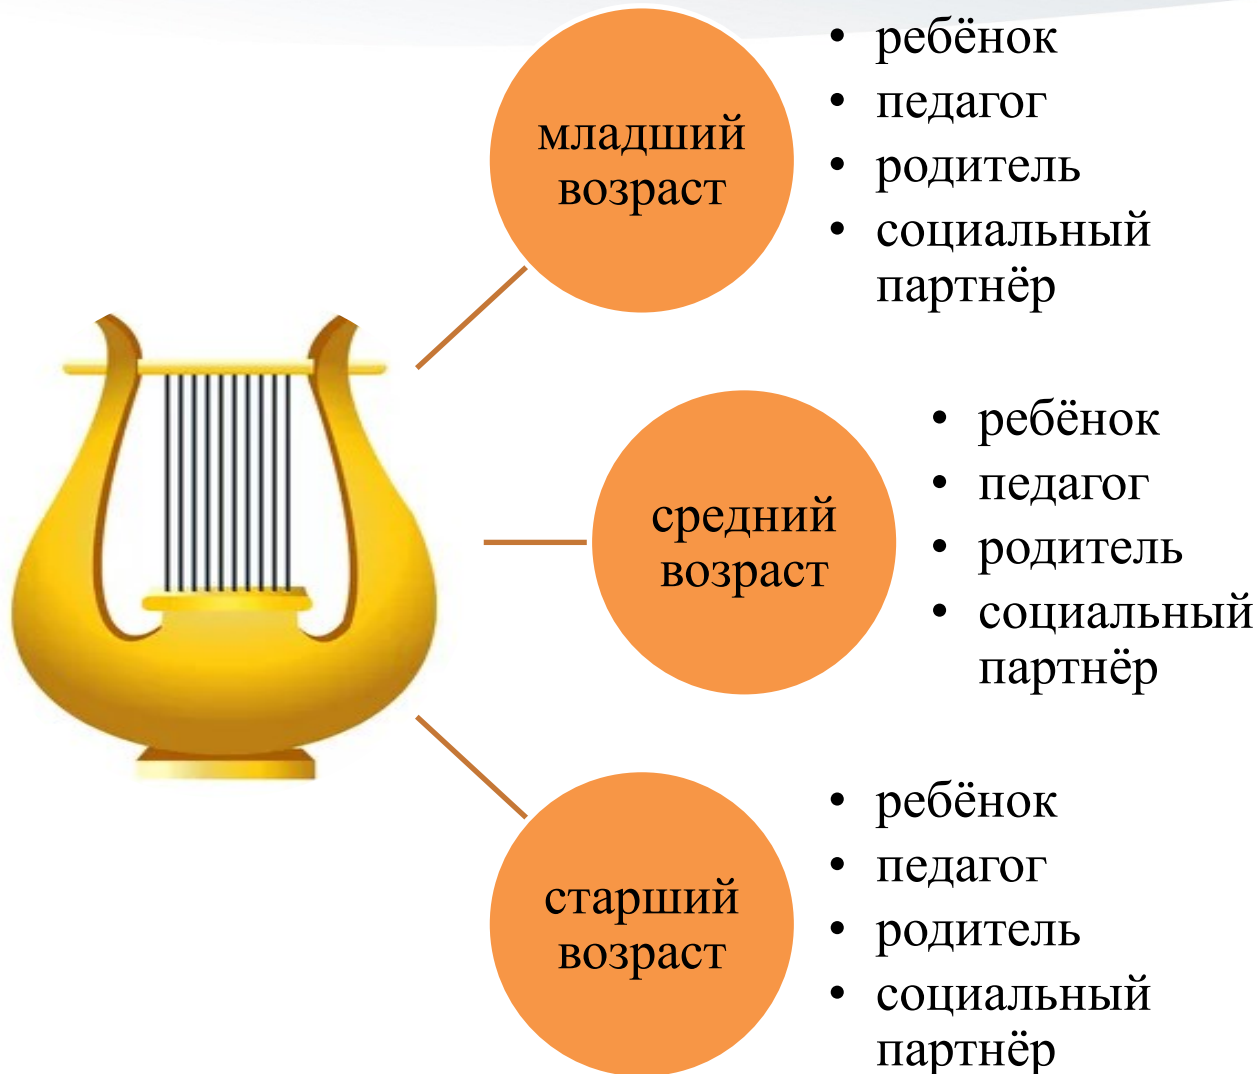 младший
возраст
• ребёнок
• педагог
• родитель
• социальный
партнёр
средний
возраст
• ребёнок
• педагог
• родитель
• социальный
партнёр
старший
возраст
• ребёнок
• педагог
• родитель
• социальный
партнёр